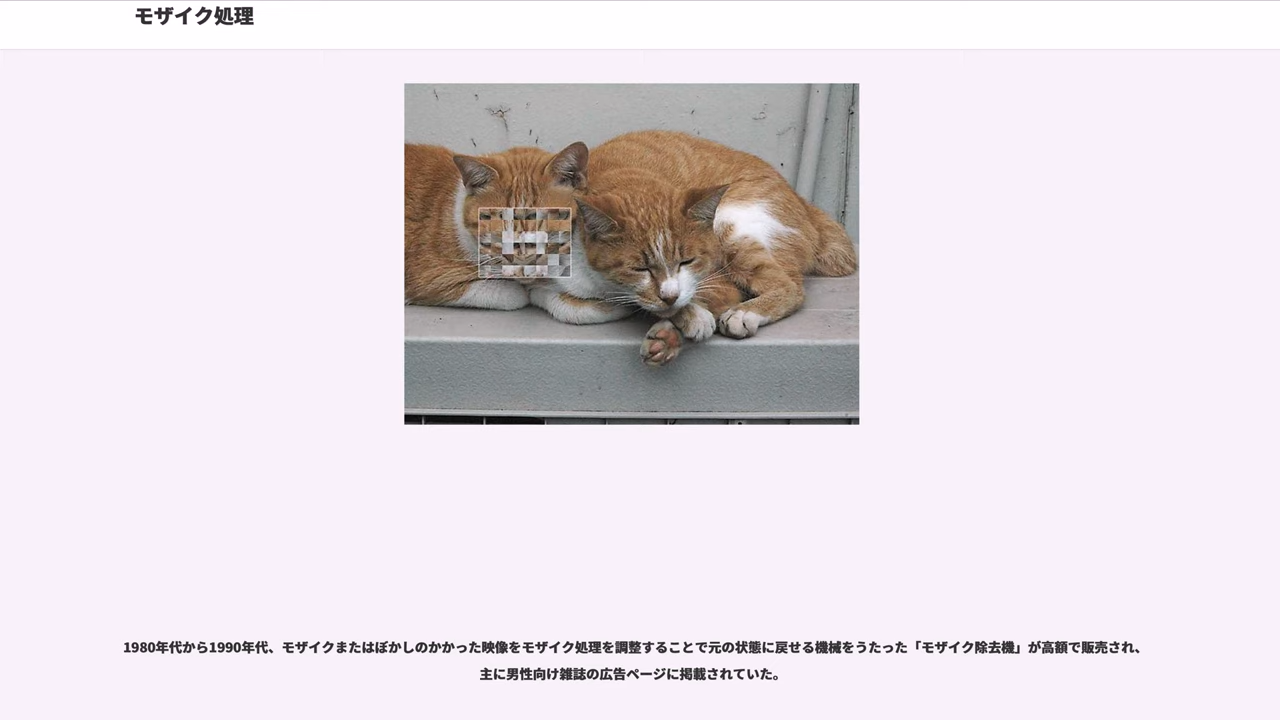 モザイク処理
1980年代から1990年代、モザイクまたはぼかしのかかった映像をモザイク処理を調整することで元の状態に戻せる機械をうたった「モザイク除去機」が高額で販売され、
主に男性向け雑誌の広告ページに掲載されていた。